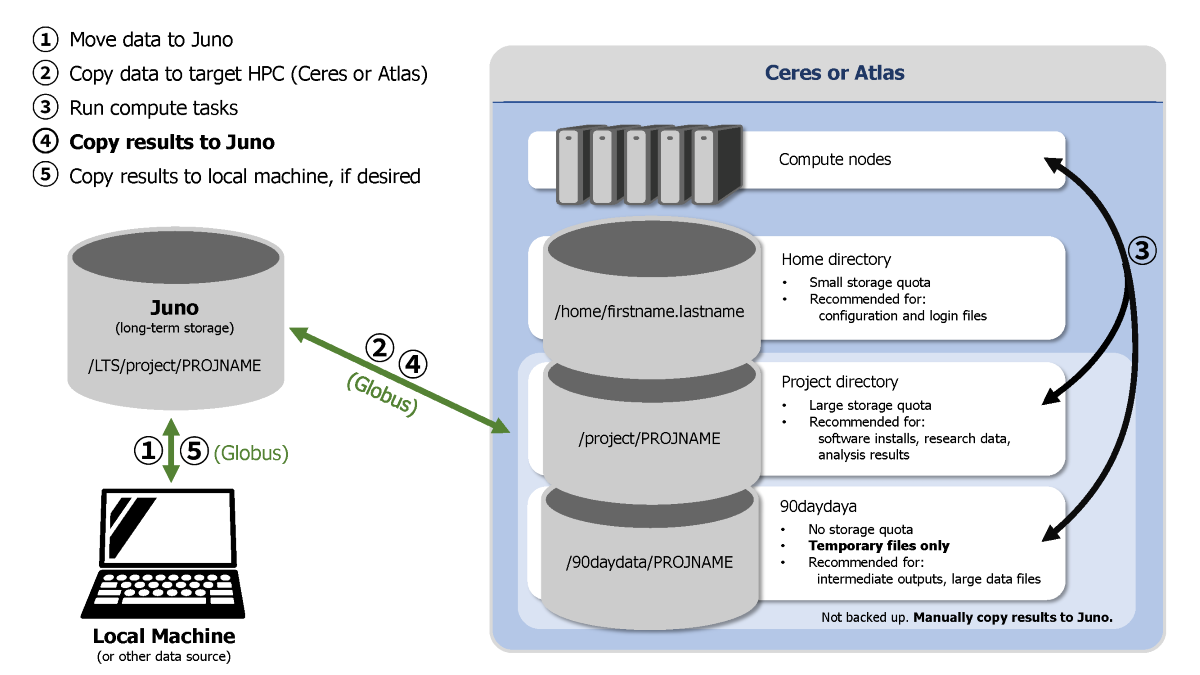 ① Move data to Juno
② Copy data to target HPC (Ceres or Atlas)
③ Run compute tasks
④ Copy results to Juno
⑤ Copy results to local machine, if desired
Juno
(long-term storage)
/LTS/project/PROJNAME
① ⑤ (Globus)
Local Machine
(or other data source)
② ④
(Globus)
Ceres or Atlas
Compute nodes
③
/home/firstname.lastname
Home directory
• Small storage quota
• Recommended for:
configuration and login files
/project/PROJNAME
Project directory
• Large storage quota
• Recommended for:
software installs, research data,
analysis results
/90daydata/PROJNAME
90daydaya
• No storage quota
• Temporary files only
• Recommended for:
intermediate outputs, large data files
Not backed up. Manually copy results to Juno.